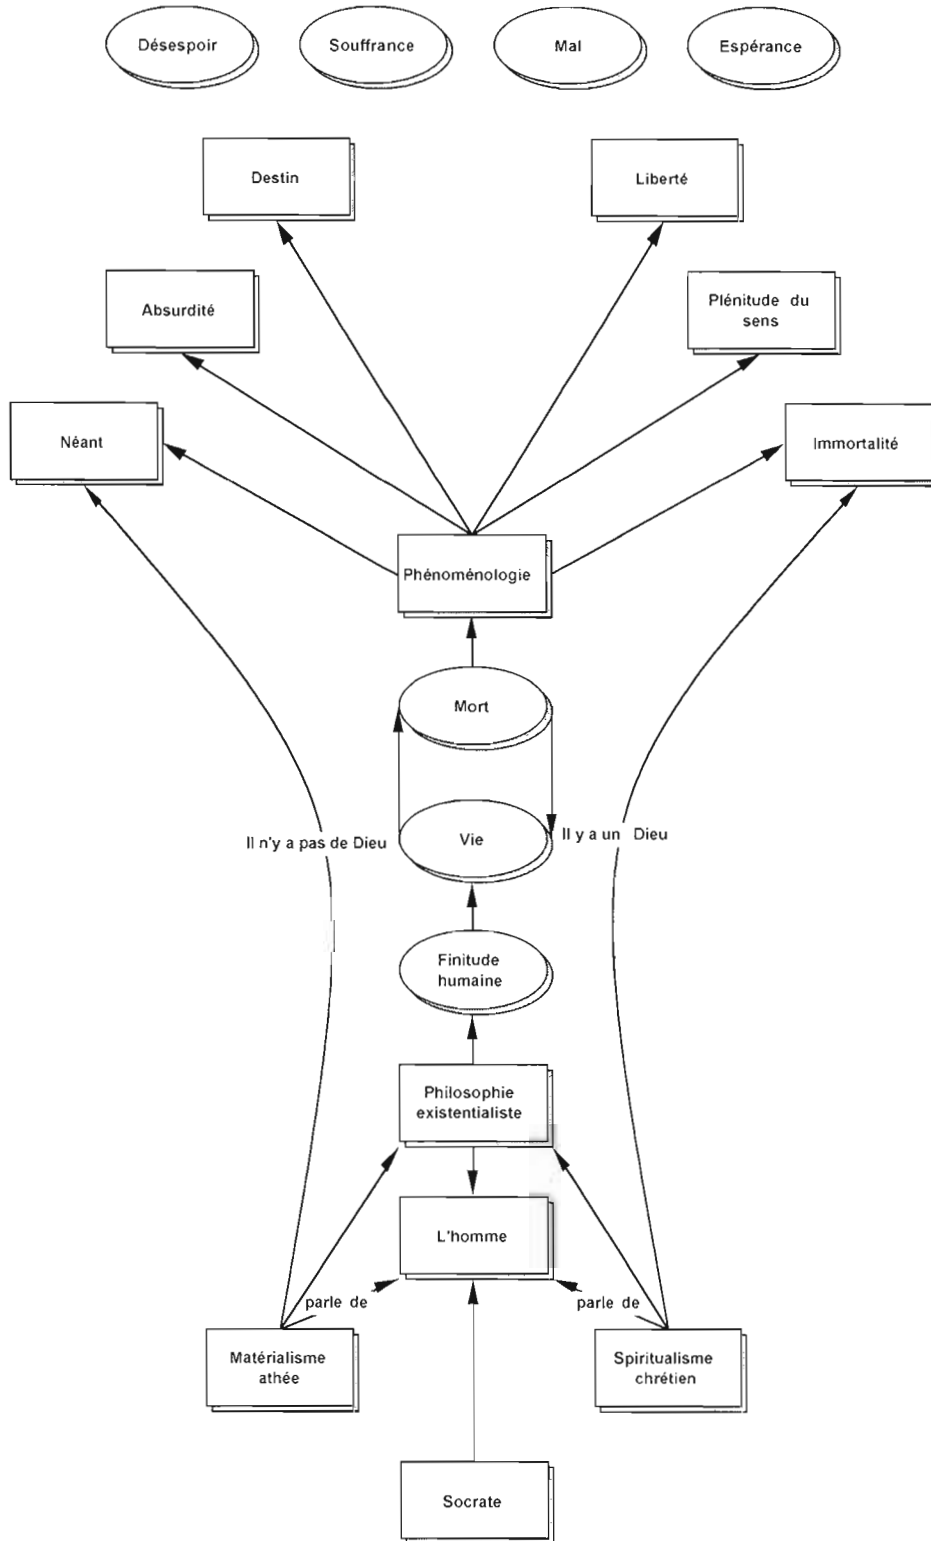 Désespoir
Souffrance
Mal
Espérance
Destin
Liberté
Absurdité
Plénitude du
sens
Néant
Immortalité
Phénoménologie
Mort
Il n'y a pas de Dieu
Vie
Il y a un Dieu
Finitude
humaine
Philosophie
existentialiste
L'homme
parle de
parle de
Matérialisme
athée
Spiritualisme
chrétien
Socrate